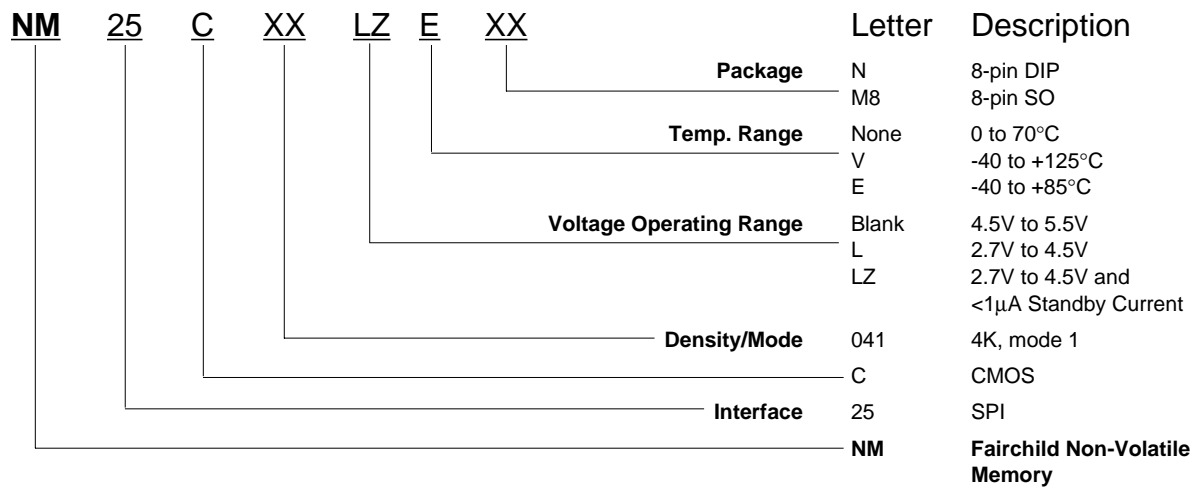 NM 25 C XX LZ E XX Letter Description
Package N 8-pin DIP
M8 8-pin SO
Temp. Range None 0 to 70°C
V -40 to +125°C
E -40 to +85°C
Voltage Operating Range Blank 4.5V to 5.5V
L 2.7V to 4.5V
LZ 2.7V to 4.5V and
<1µA Standby Current
Density/Mode 041 4K, mode 1
C CMOS
Interface 25 SPI
NM Fairchild Non-Volatile
Memory